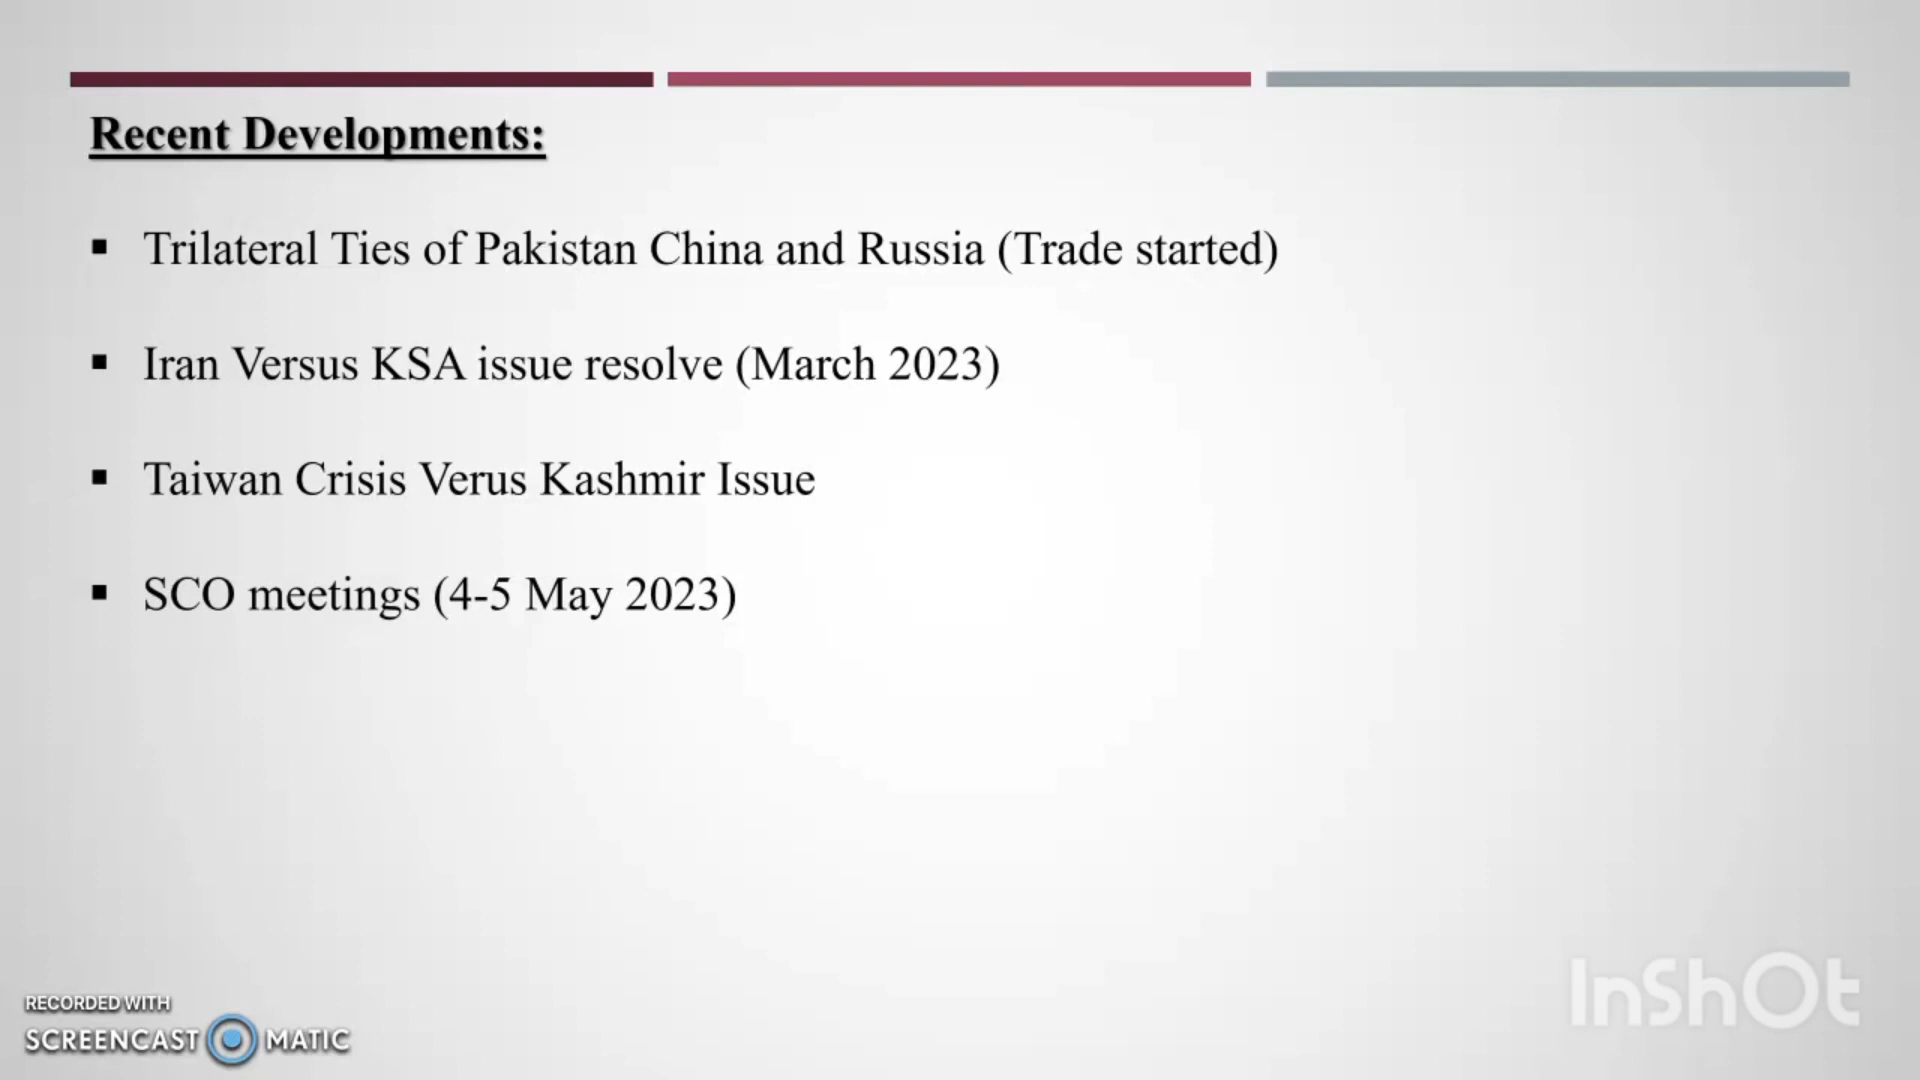 Recent Developments:
▪ Trilateral Ties of Pakistan China and Russia (Trade started)
▪ Iran Versus KSA issue resolve (March 2023)
▪ Taiwan Crisis Verus Kashmir Issue
▪ SCO meetings (4-5 May 2023)
RECORDED WITH
SCREENCAST MATIC
InShOt